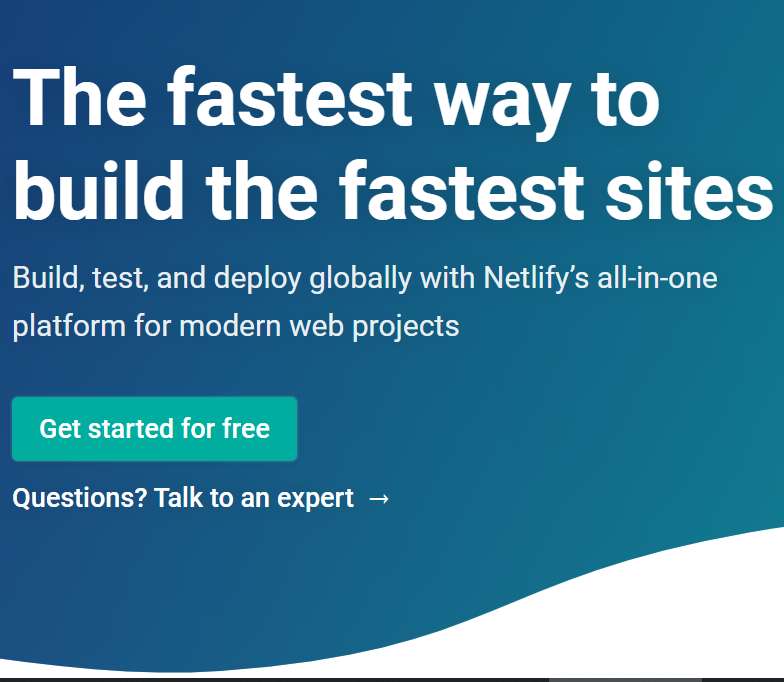 The fastest way to
build the fastest sites
Build, test, and deploy globally with Netlify’s all-in-one
platform for modern web projects
Get started for free
Questions? Talk to an expert →